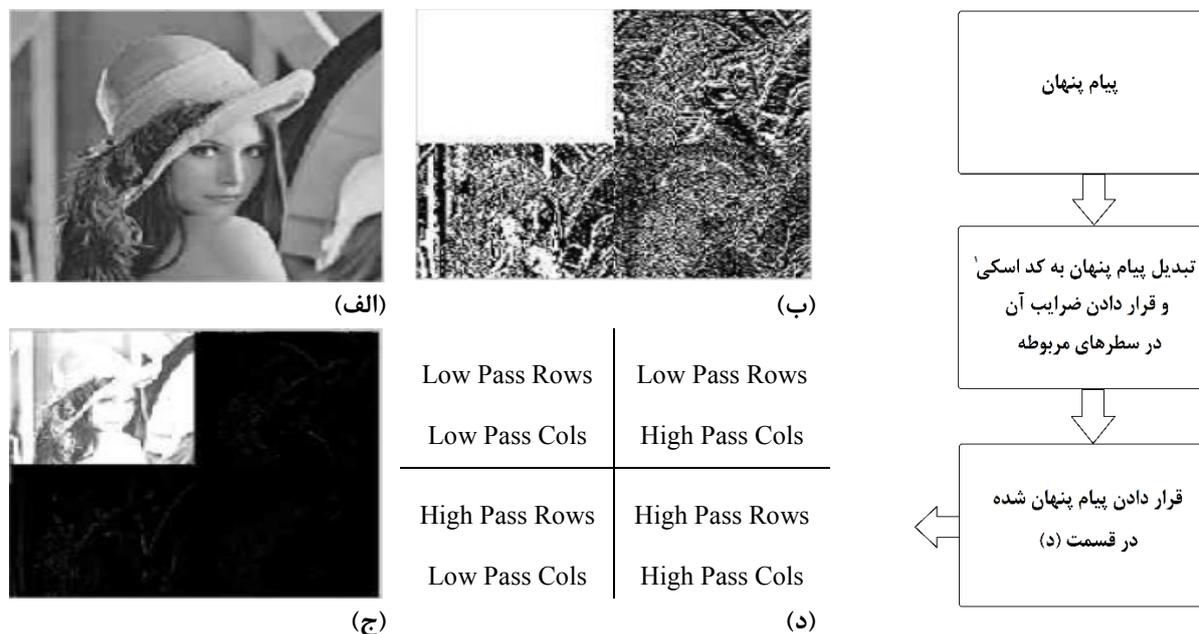 پیام پنهان
تبدیل پیام پنهان به کد اسکی۱
و قرار دادن ضرایب آن
در سطرهای مربوطه
قرار دادن پیام پنهان شده
در قسمت (د)
(الف)
(ب)
Low Pass Rows
Low Pass Cols
Low Pass Rows
High Pass Cols
High Pass Rows
Low Pass Cols
High Pass Rows
High Pass Cols
(ج)
(د)